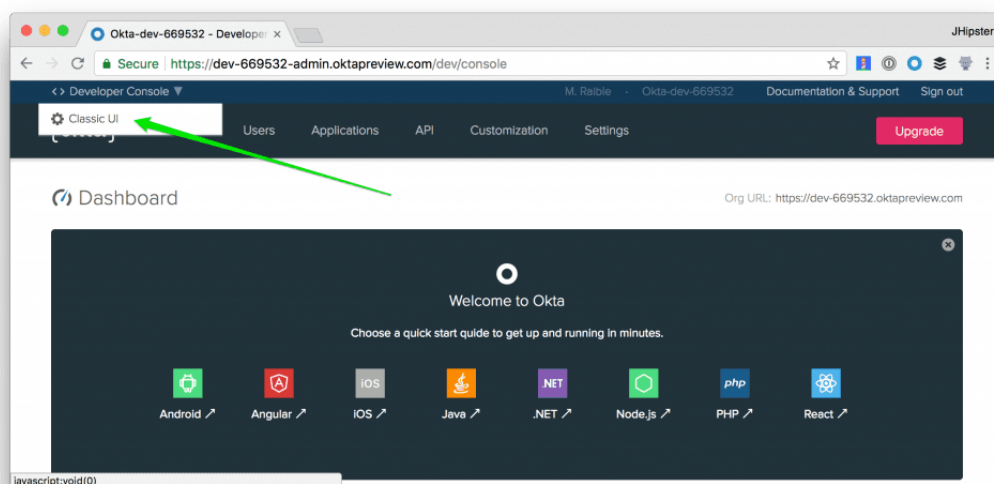 Okta-dev-669532 - Developer ×
JHipster
Secure https://dev-669532-admin.oktapreview.com/dev/console
<> Developer Console ▼ M. Raible - Okta-dev-669532 Documentation & Support Sign out
Classic UI
Users Applications API Customization Settings Upgrade
Dashboard
Org URL: https://dev-669532.oktapreview.com
Welcome to Okta
Choose a quick start guide to get up and running in minutes.
iOS .NET php
Android ↗ Angular ↗ iOS ↗ Java ↗ .NET ↗ Node.js ↗ PHP ↗ React ↗
javascript:void(0)